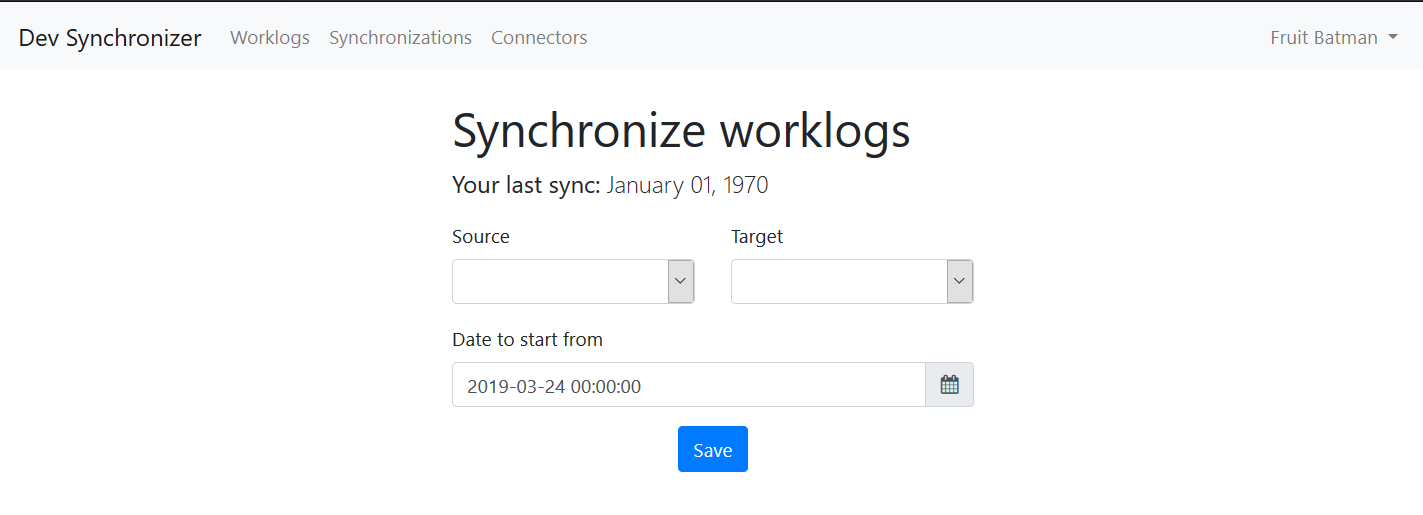 Dev Synchronizer Worklogs Synchronizations Connectors Fruit Batman
Synchronize worklogs
Your last sync: January 01, 1970
Source Target
Date to start from
2019-03-24 00:00:00
Save